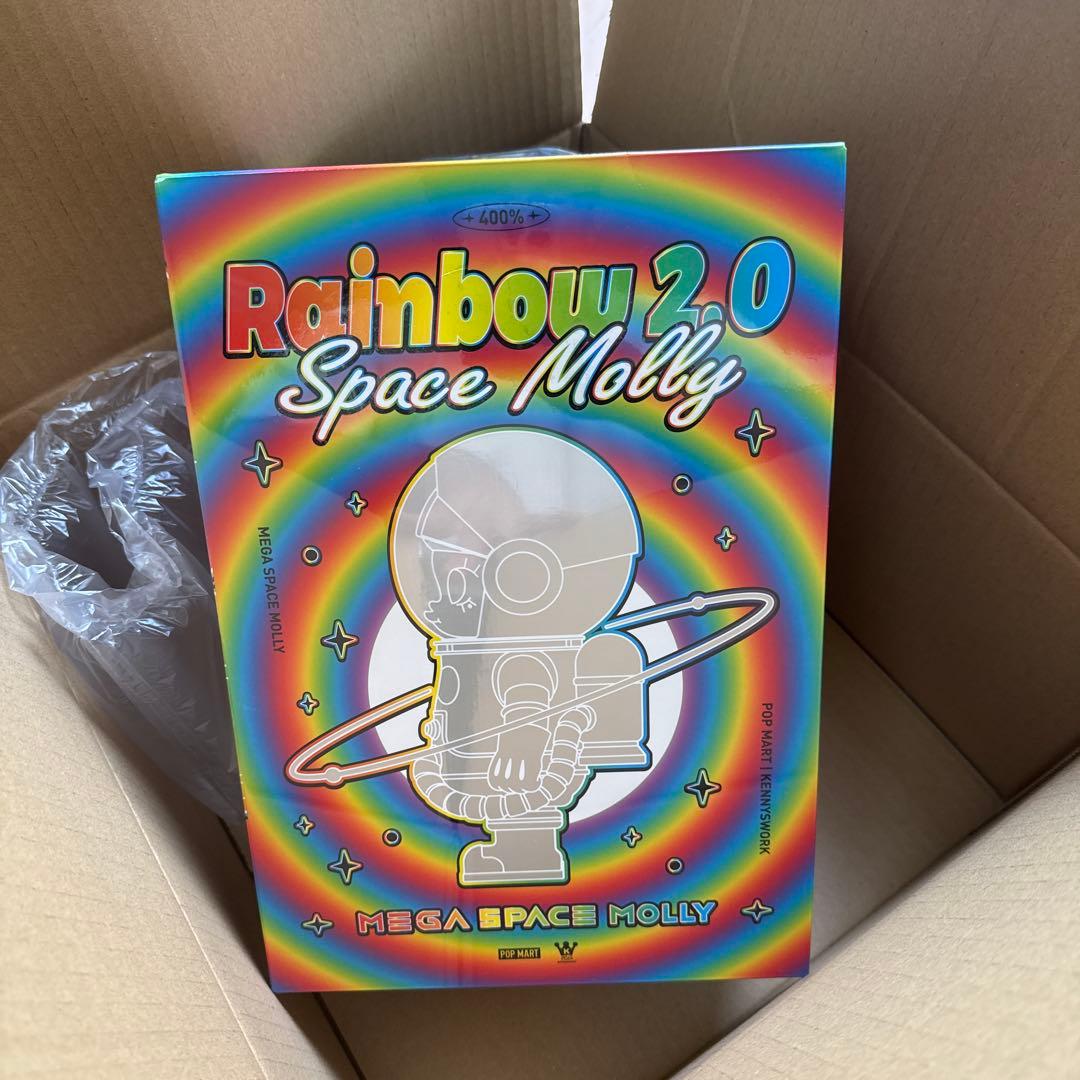 400%
Rainbow 2.0
Space Molly
MEGA SPACE MOLLY
POP MART | KENNYSWORK
MEGA SPACE MOLLY
POP MART